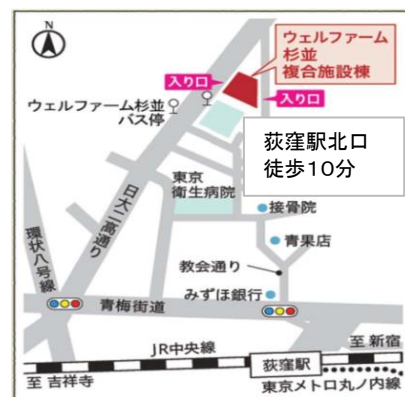 N
ウェルファーム
杉並
複合施設棟
入り口
入り口
ウェルファーム杉並
バス停
荻窪駅北口
徒歩10分
東京
衛生病院
日大二高通り
接骨院
環状八号線
青果店
教会通り
みずほ銀行
青梅街道
JR中央線
至 新宿
荻窪駅
至 吉祥寺
東京メトロ丸ノ内線